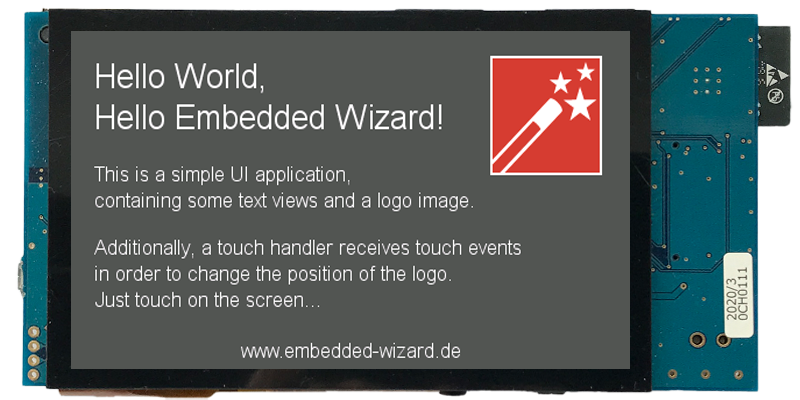 Hello World,
Hello Embedded Wizard!
This is a simple UI application,
containing some text views and a logo image.
Additionally, a touch handler receives touch events
in order to change the position of the logo.
Just touch on the screen...
www.embedded-wizard.de
2020/3
0CH0111